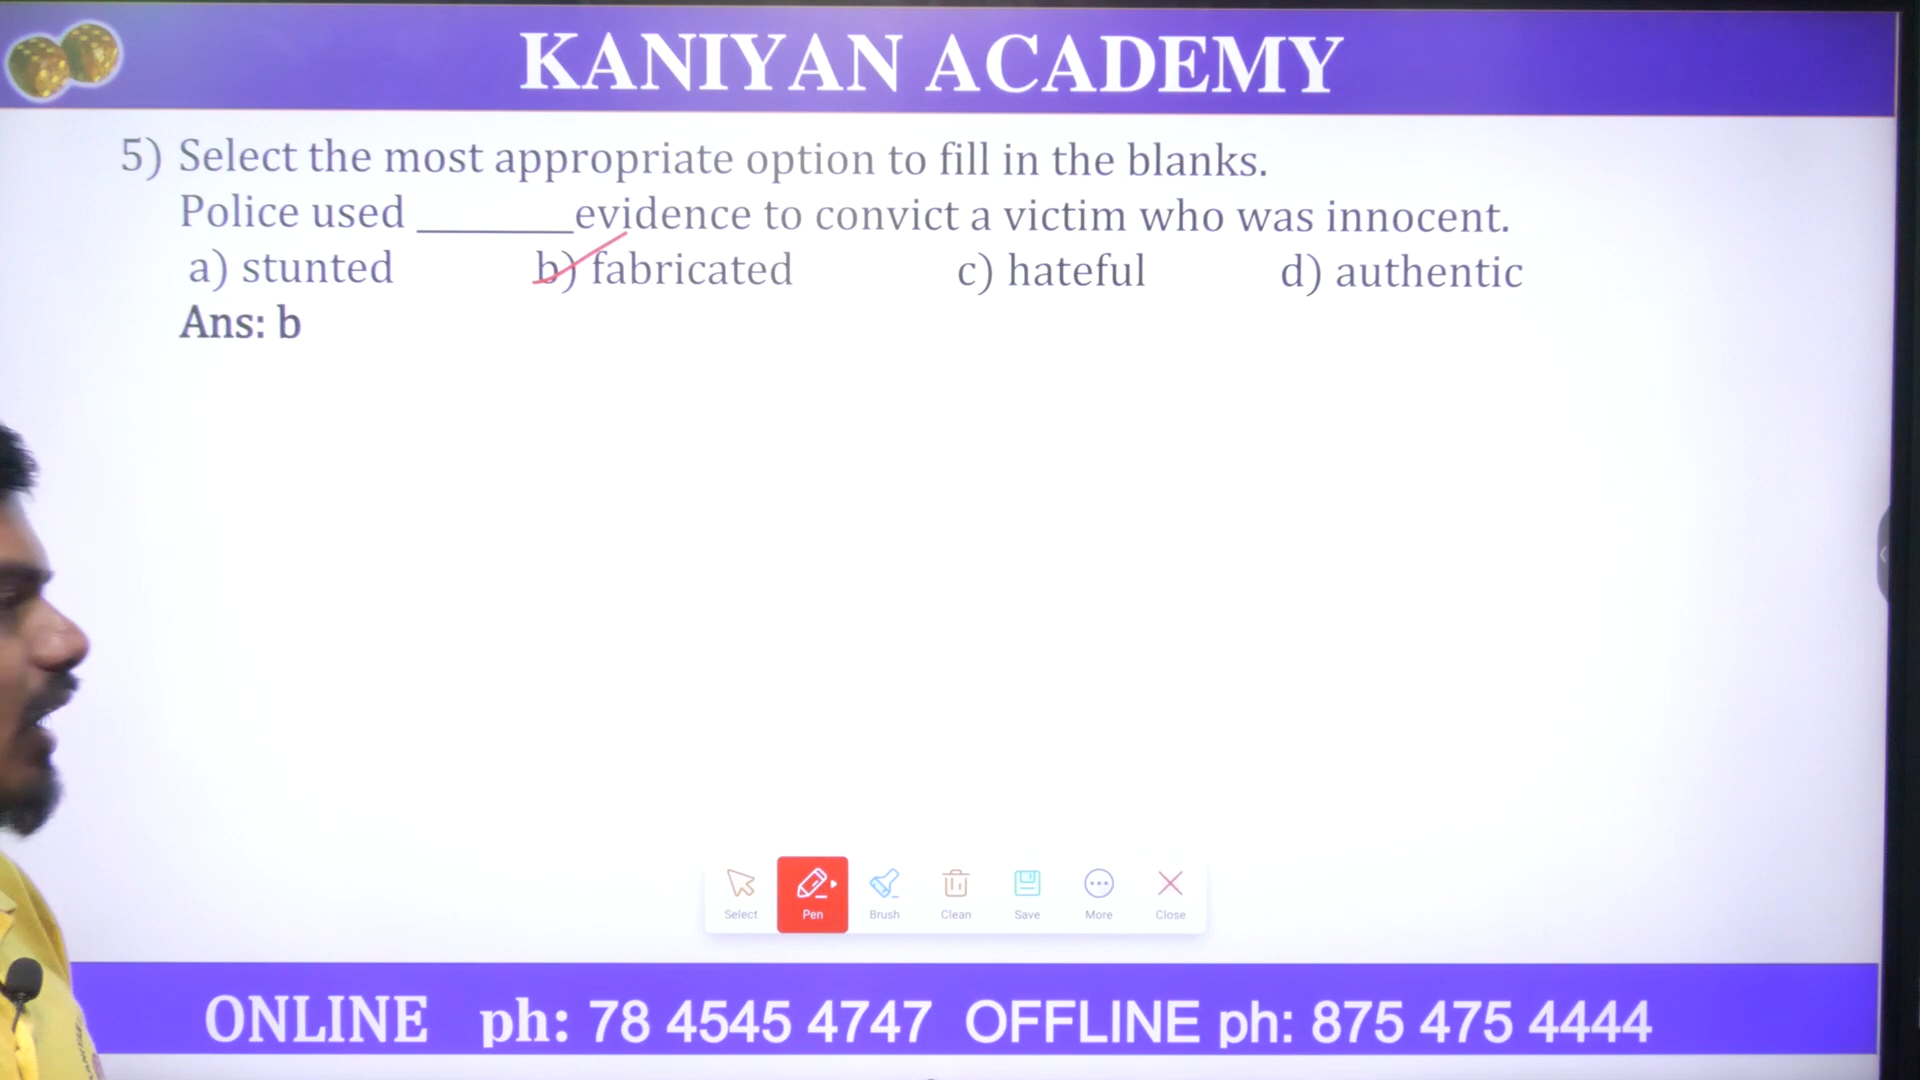 KANIYAN ACADEMY
5) Select the most appropriate option to fill in the blanks.
Police used ________evidence to convict a victim who was innocent.
a) stunted b) fabricated c) hateful d) authentic
Ans: b
Select Pen Brush Clean Save More Close
ONLINE ph: 78 4545 4747 OFFLINE ph: 875 475 4444